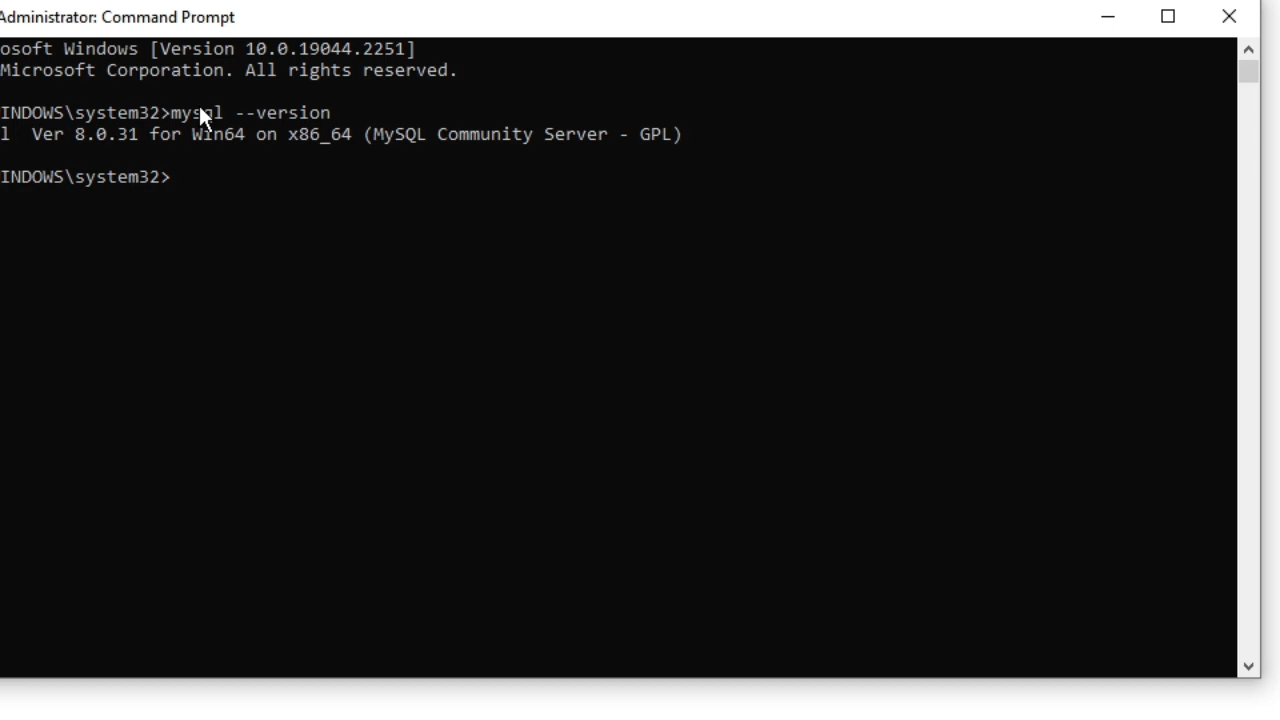 Administrator: Command Prompt
osoft Windows [Version 10.0.19044.2251]
Microsoft Corporation. All rights reserved.
INDOWS\system32>mysql --version
l  Ver 8.0.31 for Win64 on x86_64 (MySQL Community Server - GPL)
INDOWS\system32>